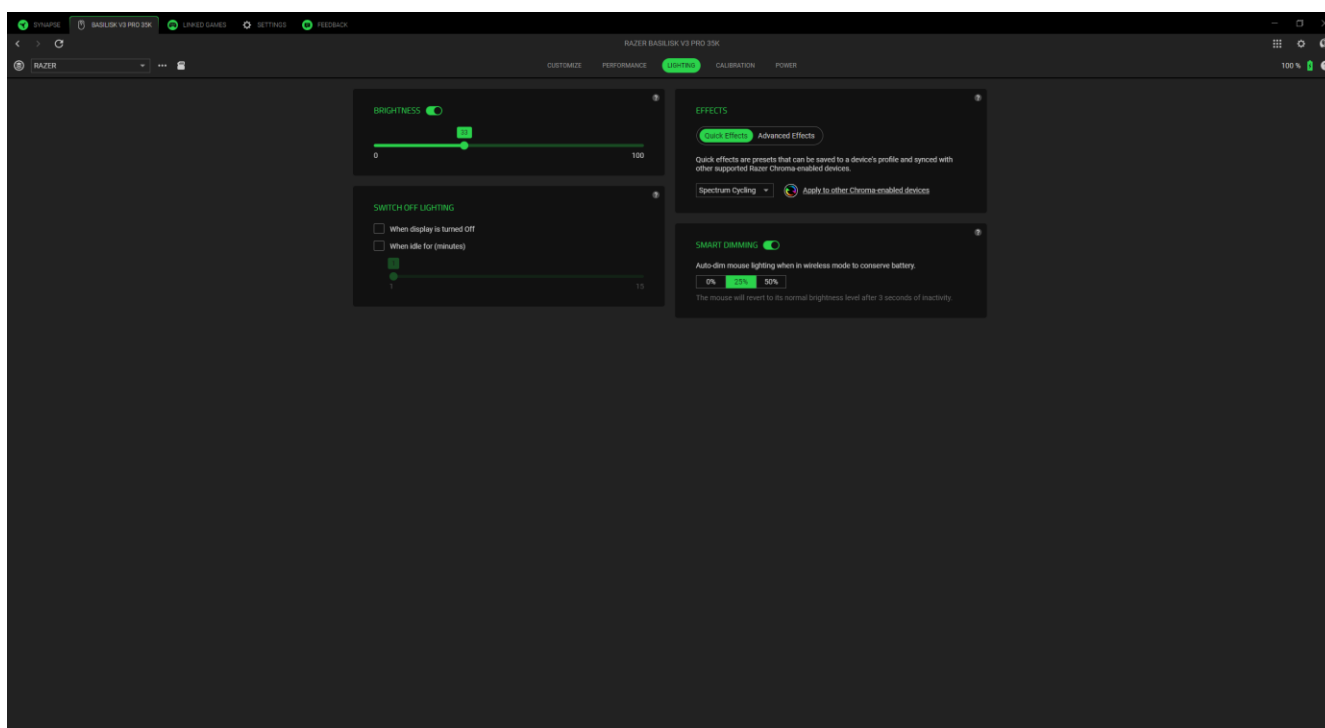 SYNAPSE BASILISK V3 PRO 35K LINKED GAMES SETTINGS FEEDBACK
RAZER BASILISK V3 PRO 35K
RAZER CUSTOMIZE PERFORMANCE LIGHTING CALIBRATION POWER 100 %
BRIGHTNESS
33
0 100
SWITCH OFF LIGHTING
When display is turned Off
When idle for (minutes)
1
1 15
EFFECTS
Quick Effects Advanced Effects
Quick effects are presets that can be saved to a device's profile and synced with
other supported Razer Chroma-enabled devices.
Spectrum Cycling Apply to other Chroma-enabled devices
SMART DIMMING
Auto-dim mouse lighting when in wireless mode to conserve battery.
0% 25% 50%
The mouse will revert to its normal brightness level after 3 seconds of inactivity.